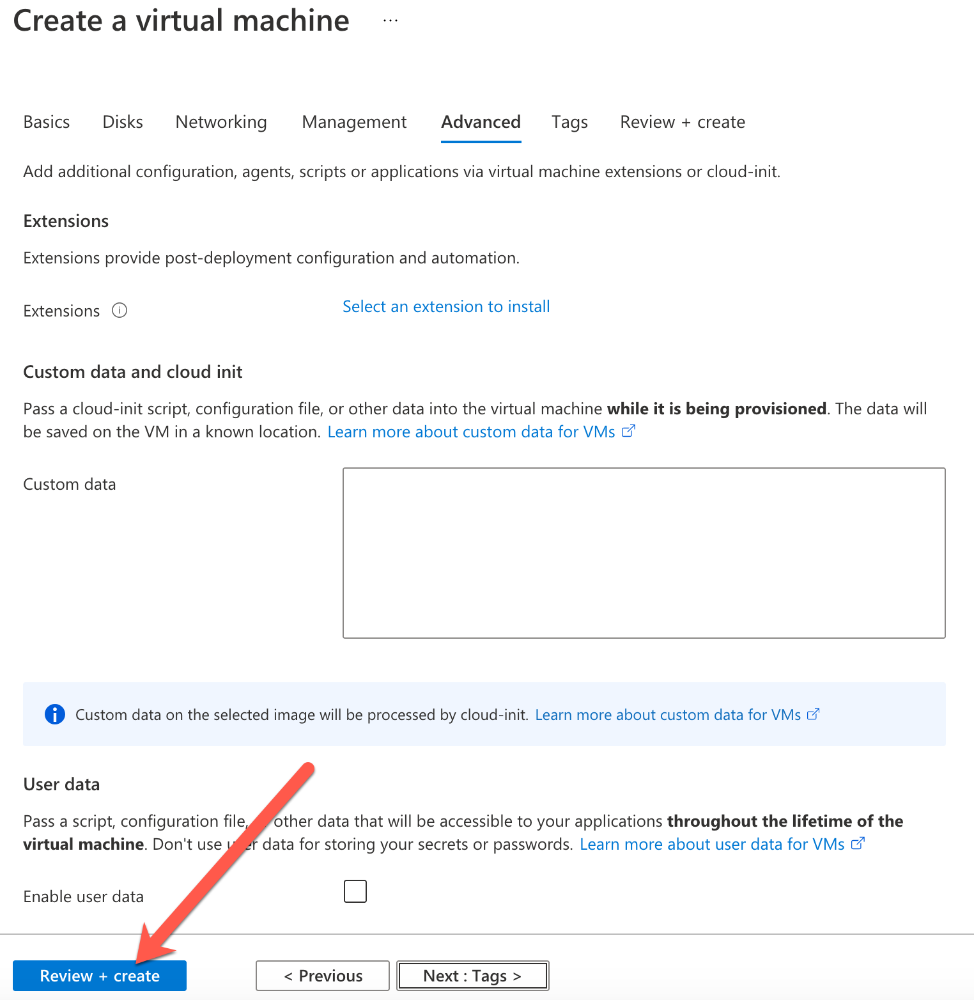 Create a virtual machine ...
Basics Disks Networking Management Advanced Tags Review + create
Add additional configuration, agents, scripts or applications via virtual machine extensions or cloud-init.
Extensions
Extensions provide post-deployment configuration and automation.
Extensions Select an extension to install
Custom data and cloud init
Pass a cloud-init script, configuration file, or other data into the virtual machine while it is being provisioned. The data will
be saved on the VM in a known location. Learn more about custom data for VMs
Custom data
Custom data on the selected image will be processed by cloud-init. Learn more about custom data for VMs
User data
Pass a script, configuration file, other data that will be accessible to your applications throughout the lifetime of the
virtual machine. Don't use user data for storing your secrets or passwords. Learn more about user data for VMs
Enable user data
Review + create < Previous Next : Tags >